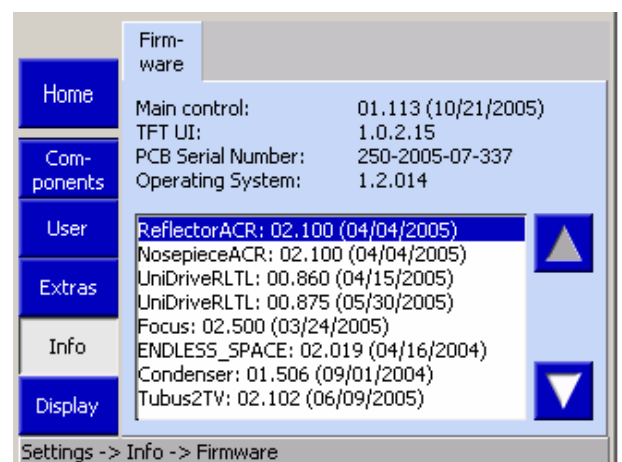 Firm-
ware
Home
Com-
ponents
User
Extras
Info
Display
Main control: 01.113 (10/21/2005)
TFT UI: 1.0.2.15
PCB Serial Number: 250-2005-07-337
Operating System: 1.2.014
ReflectorACR: 02.100 (04/04/2005)
NosepieceACR: 02.100 (04/04/2005)
UniDriveRLTL: 00.860 (04/15/2005)
UniDriveRLTL: 00.875 (05/30/2005)
Focus: 02.500 (03/24/2005)
ENDLESS_SPACE: 02.019 (04/16/2004)
Condenser: 01.506 (09/01/2004)
Tubus2TV: 02.102 (06/09/2005)
Settings -> Info -> Firmware